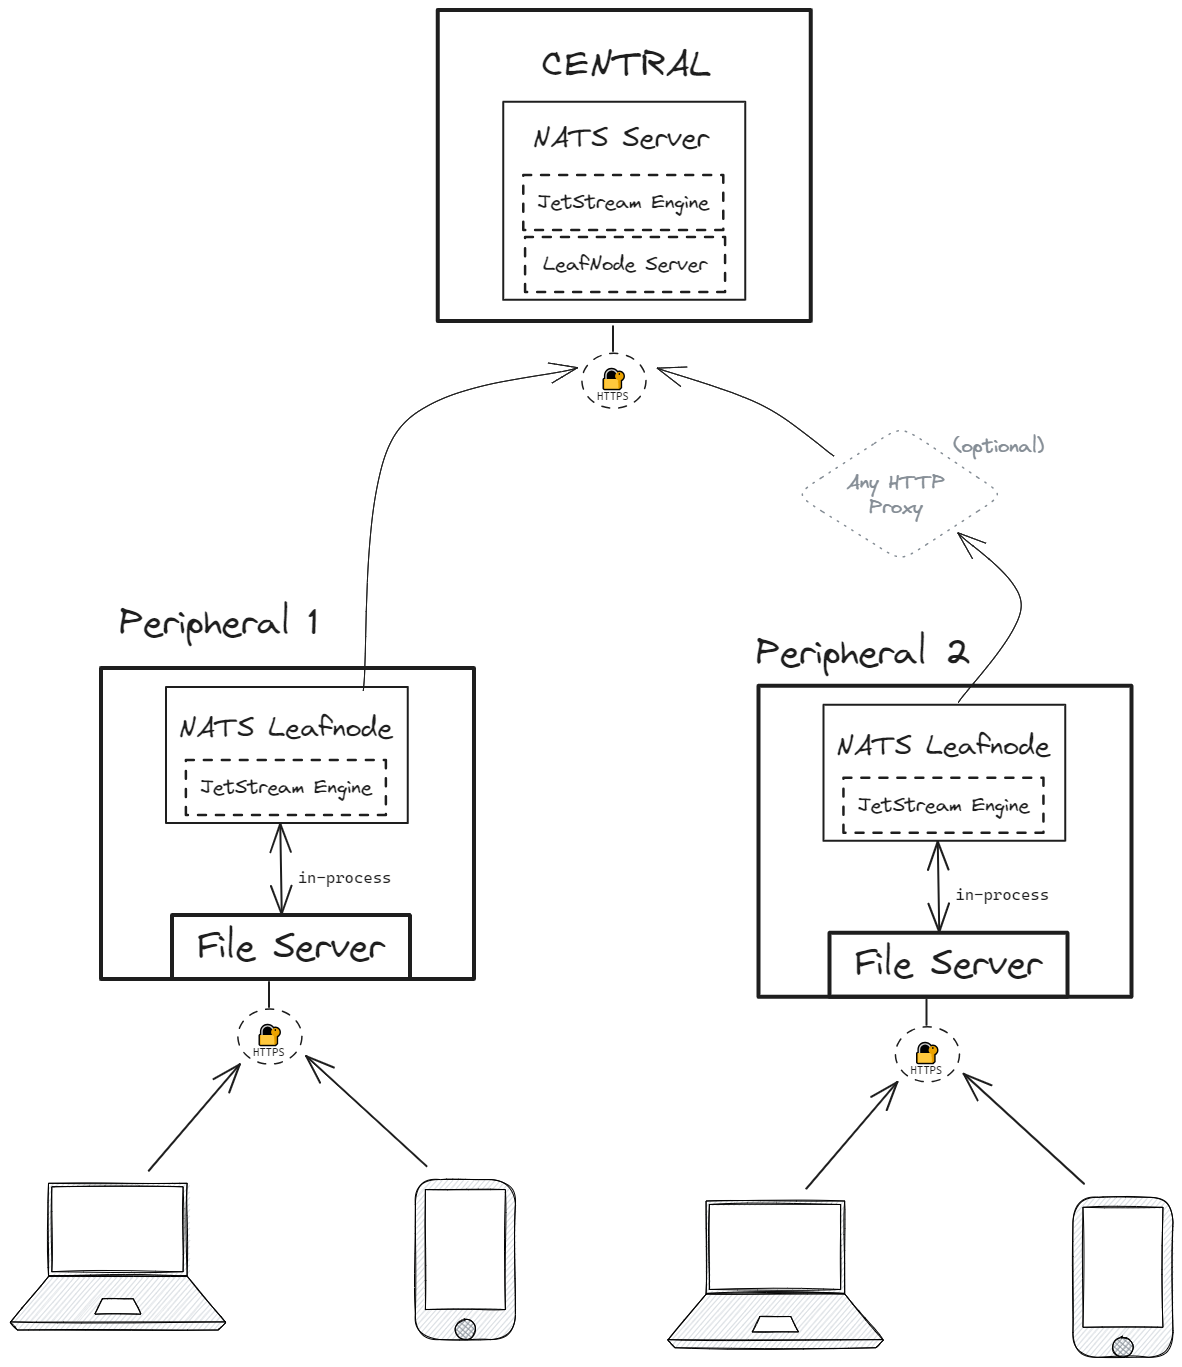 CENTRAL
NATS Server
JetStream Engine
LeafNode Server
HTTPS
(optional)
Any HTTP
Proxy
Peripheral 1
NATS Leafnode
JetStream Engine
in-process
File Server
HTTPS
Peripheral 2
NATS Leafnode
JetStream Engine
in-process
File Server
HTTPS